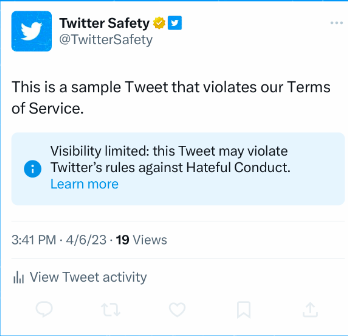 Twitter Safety
@TwitterSafety
This is a sample Tweet that violates our Terms
of Service.
Visibility limited: this Tweet may violate
Twitter’s rules against Hateful Conduct.
Learn more
3:41 PM · 4/6/23 · 19 Views
View Tweet activity